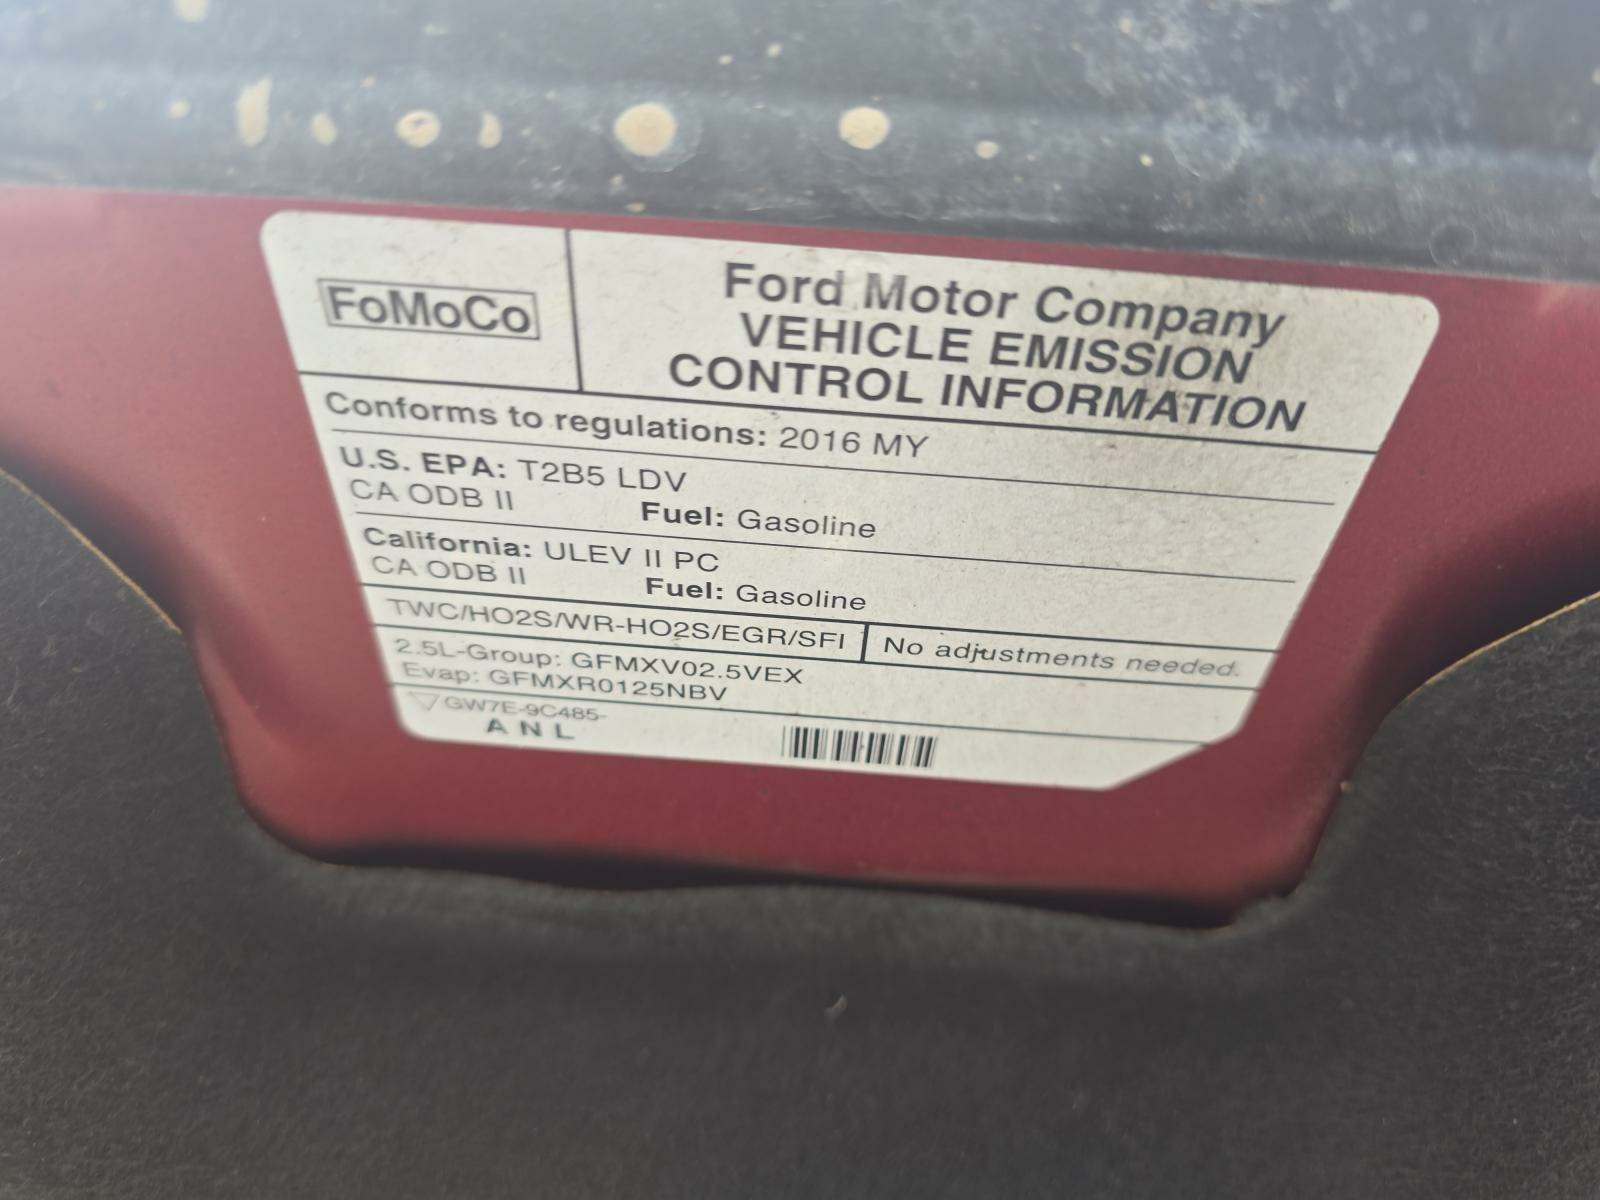 FoMoCo
Ford Motor Company
VEHICLE EMISSION
CONTROL INFORMATION
Conforms to regulations: 2016 MY
U.S. EPA: T2B5 LDV
CA ODB II Fuel: Gasoline
California: ULEV II PC
CA ODB II Fuel: Gasoline
TWC/HO2S/WR-HO2S/EGR/SFI No adjustments needed.
2.5L-Group: GFMXV02.5VEX
Evap: GFMXR0125NBV
GW7E-9C485-
A N L